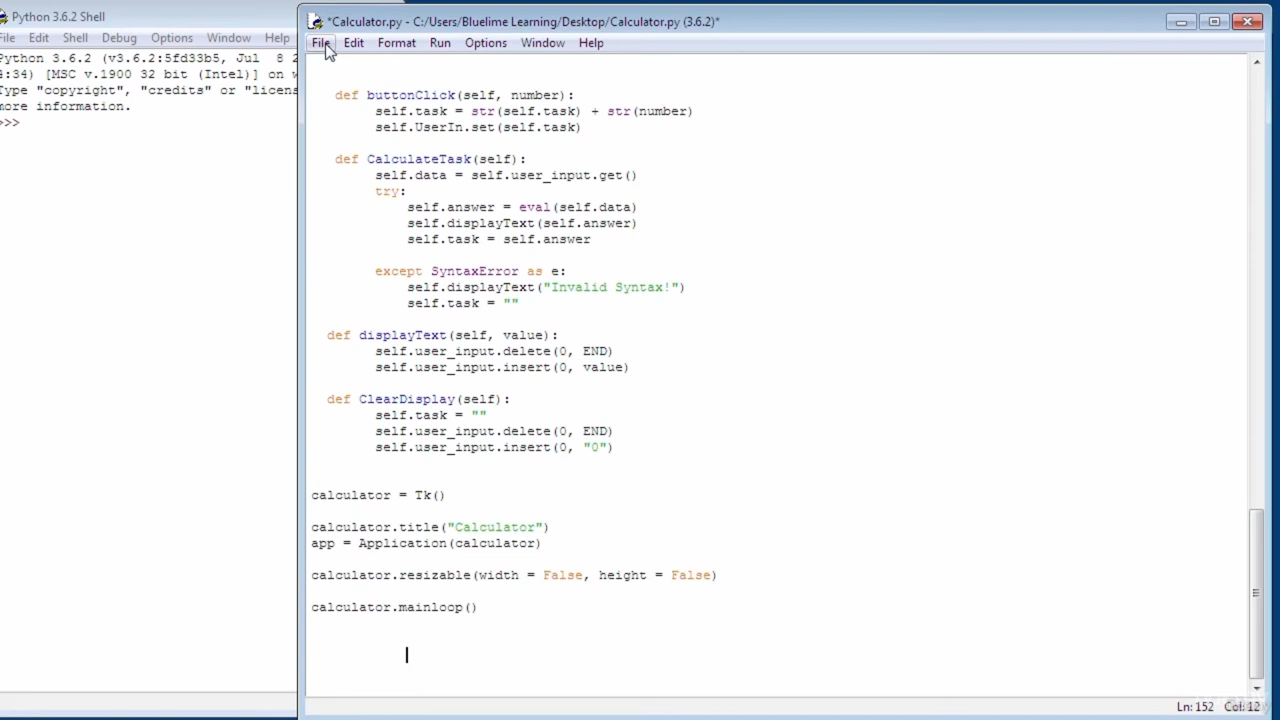 Python 3.6.2 Shell
File Edit Shell Debug Options Window Help
Python 3.6.2 (v3.6.2:5fd33b5, Jul 8 2
4:34) [MSC v.1900 32 bit (Intel)] on w
Type "copyright", "credits" or "licens
more information.
>>>
*Calculator.py - C:/Users/Bluelime Learning/Desktop/Calculator.py (3.6.2)*
File Edit Format Run Options Window Help
def buttonClick(self, number):
self.task = str(self.task) + str(number)
self.UserIn.set(self.task)
def CalculateTask(self):
self.data = self.user_input.get()
try:
self.answer = eval(self.data)
self.displayText(self.answer)
self.task = self.answer
except SyntaxError as e:
self.displayText("Invalid Syntax!")
self.task = ""
def displayText(self, value):
self.user_input.delete(0, END)
self.user_input.insert(0, value)
def ClearDisplay(self):
self.task = ""
self.user_input.delete(0, END)
self.user_input.insert(0, "0")
calculator = Tk()
calculator.title("Calculator")
app = Application(calculator)
calculator.resizable(width = False, height = False)
calculator.mainloop()
Ln: 152 Col: 12